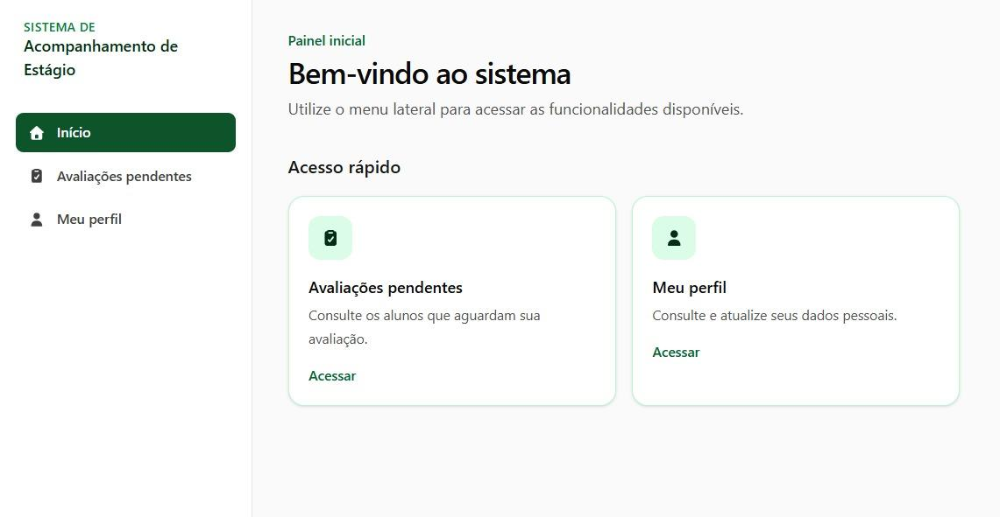 SISTEMA DE
Acompanhamento de
Estágio
Início
Avaliações pendentes
Meu perfil
Painel inicial
Bem-vindo ao sistema
Utilize o menu lateral para acessar as funcionalidades disponíveis.
Acesso rápido
Avaliações pendentes
Consulte os alunos que aguardam sua
avaliação.
Acessar
Meu perfil
Consulte e atualize seus dados pessoais.
Acessar